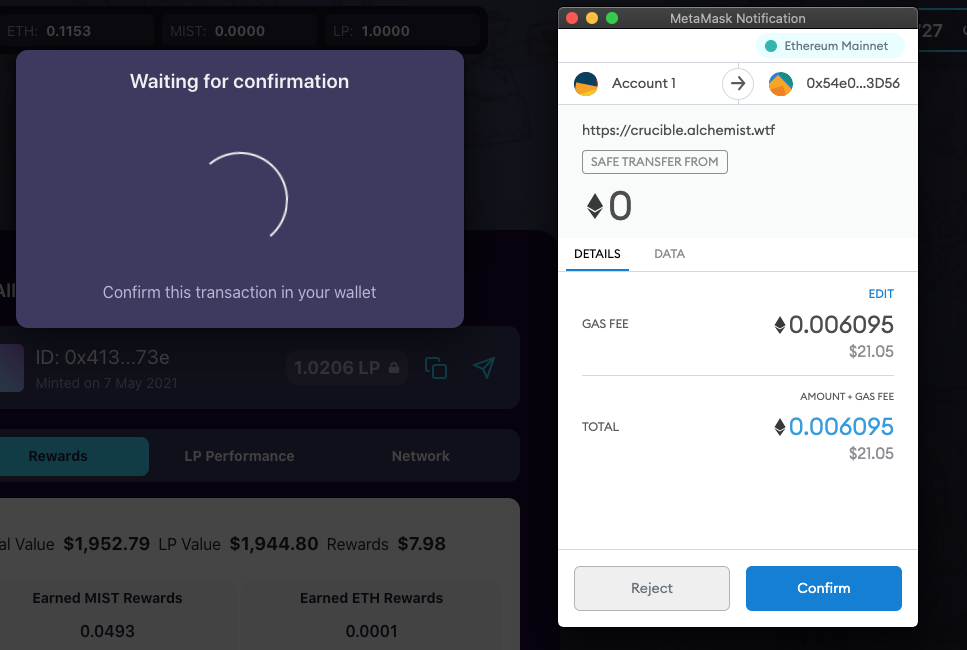 ETH: 0.1153
MIST: 0.0000
LP: 1.0000
Waiting for confirmation
Confirm this transaction in your wallet
ID: 0x413...73e
Minted on 7 May 2021
1.0206 LP
Rewards
LP Performance
Network
Value $1,952.79 LP Value $1,944.80 Rewards $7.98
Earned MIST Rewards
0.0493
Earned ETH Rewards
0.0001
MetaMask Notification
Ethereum Mainnet
Account 1
0x54e0...3D56
https://crucible.alchemist.wtf
SAFE TRANSFER FROM
0
DETAILS
DATA
EDIT
GAS FEE
0.006095
$21.05
AMOUNT + GAS FEE
TOTAL
0.006095
$21.05
Reject
Confirm